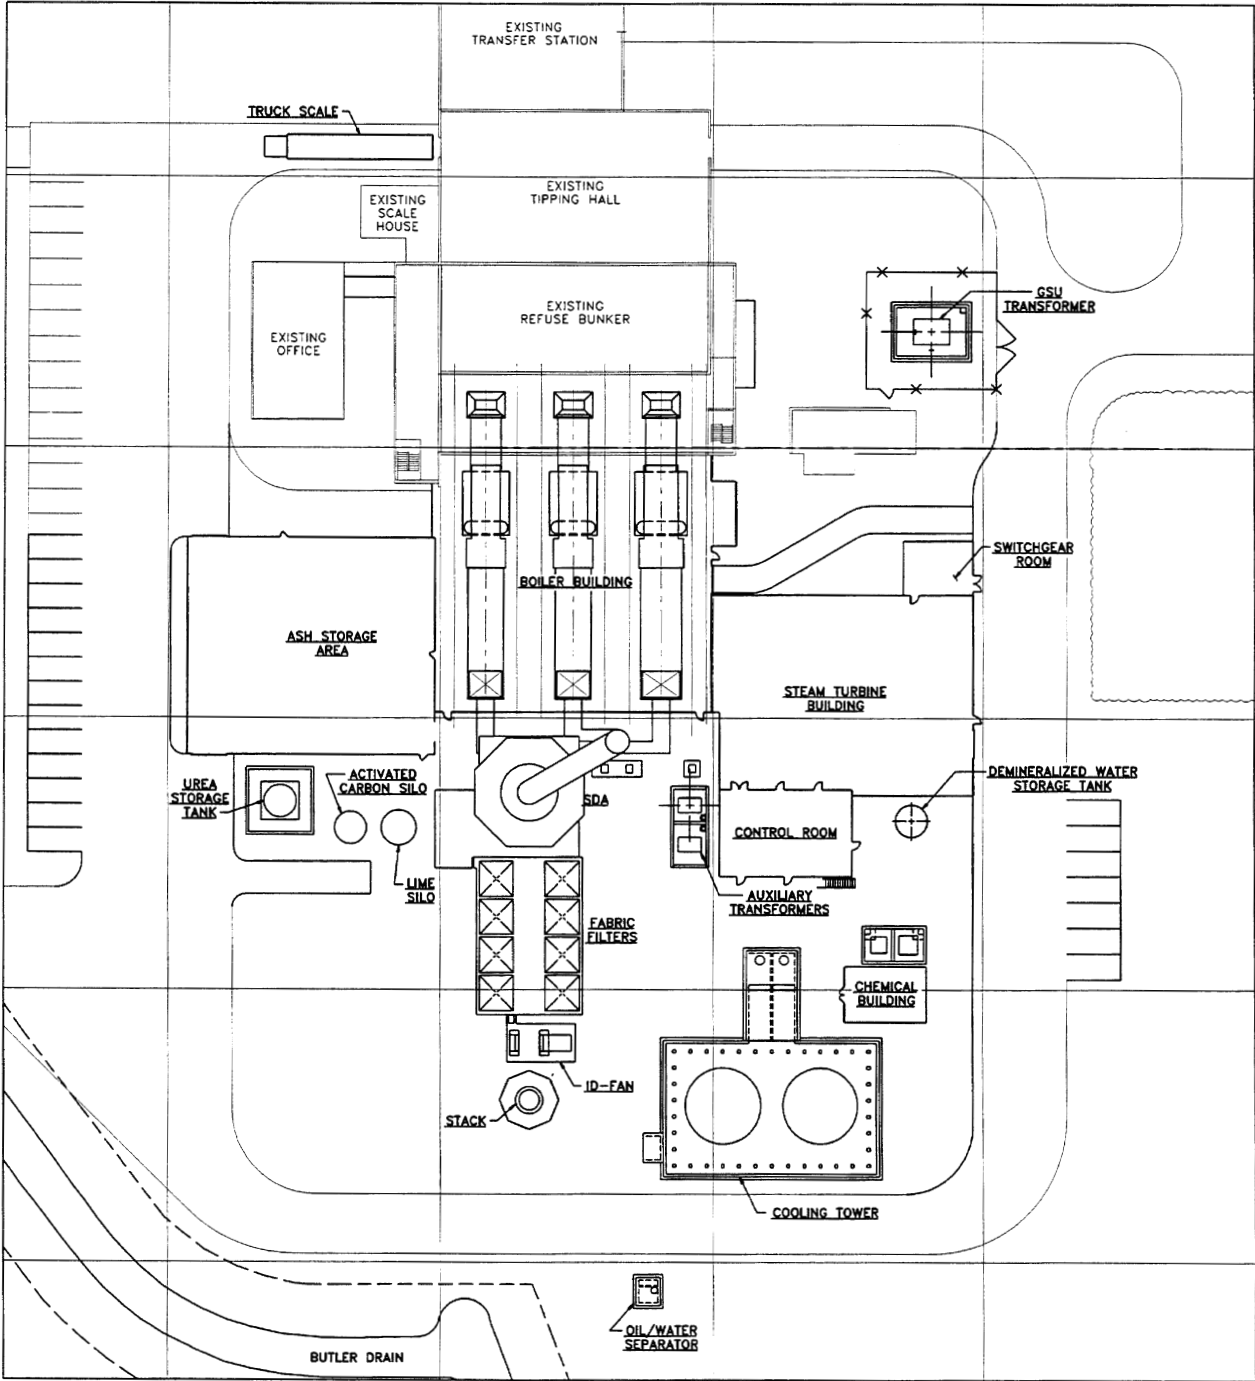 EXISTING
TRANSFER STATION
TRUCK SCALE
EXISTING
TIPPING HALL
EXISTING
SCALE
HOUSE
GSU
TRANSFORMER
EXISTING
REFUSE BUNKER
EXISTING
OFFICE
SWITCHGEAR
ROOM
BOILER BUILDING
ASH STORAGE
AREA
STEAM TURBINE
BUILDING
UREA
STORAGE
TANK
ACTIVATED
CARBON SILO
DEMINERALIZED WATER
STORAGE TANK
SDA
CONTROL ROOM
LIME
SILO
AUXILIARY
TRANSFORMERS
FABRIC
FILTERS
CHEMICAL
BUILDING
ID-FAN
STACK
COOLING TOWER
OIL/WATER
SEPARATOR
BUTLER DRAIN